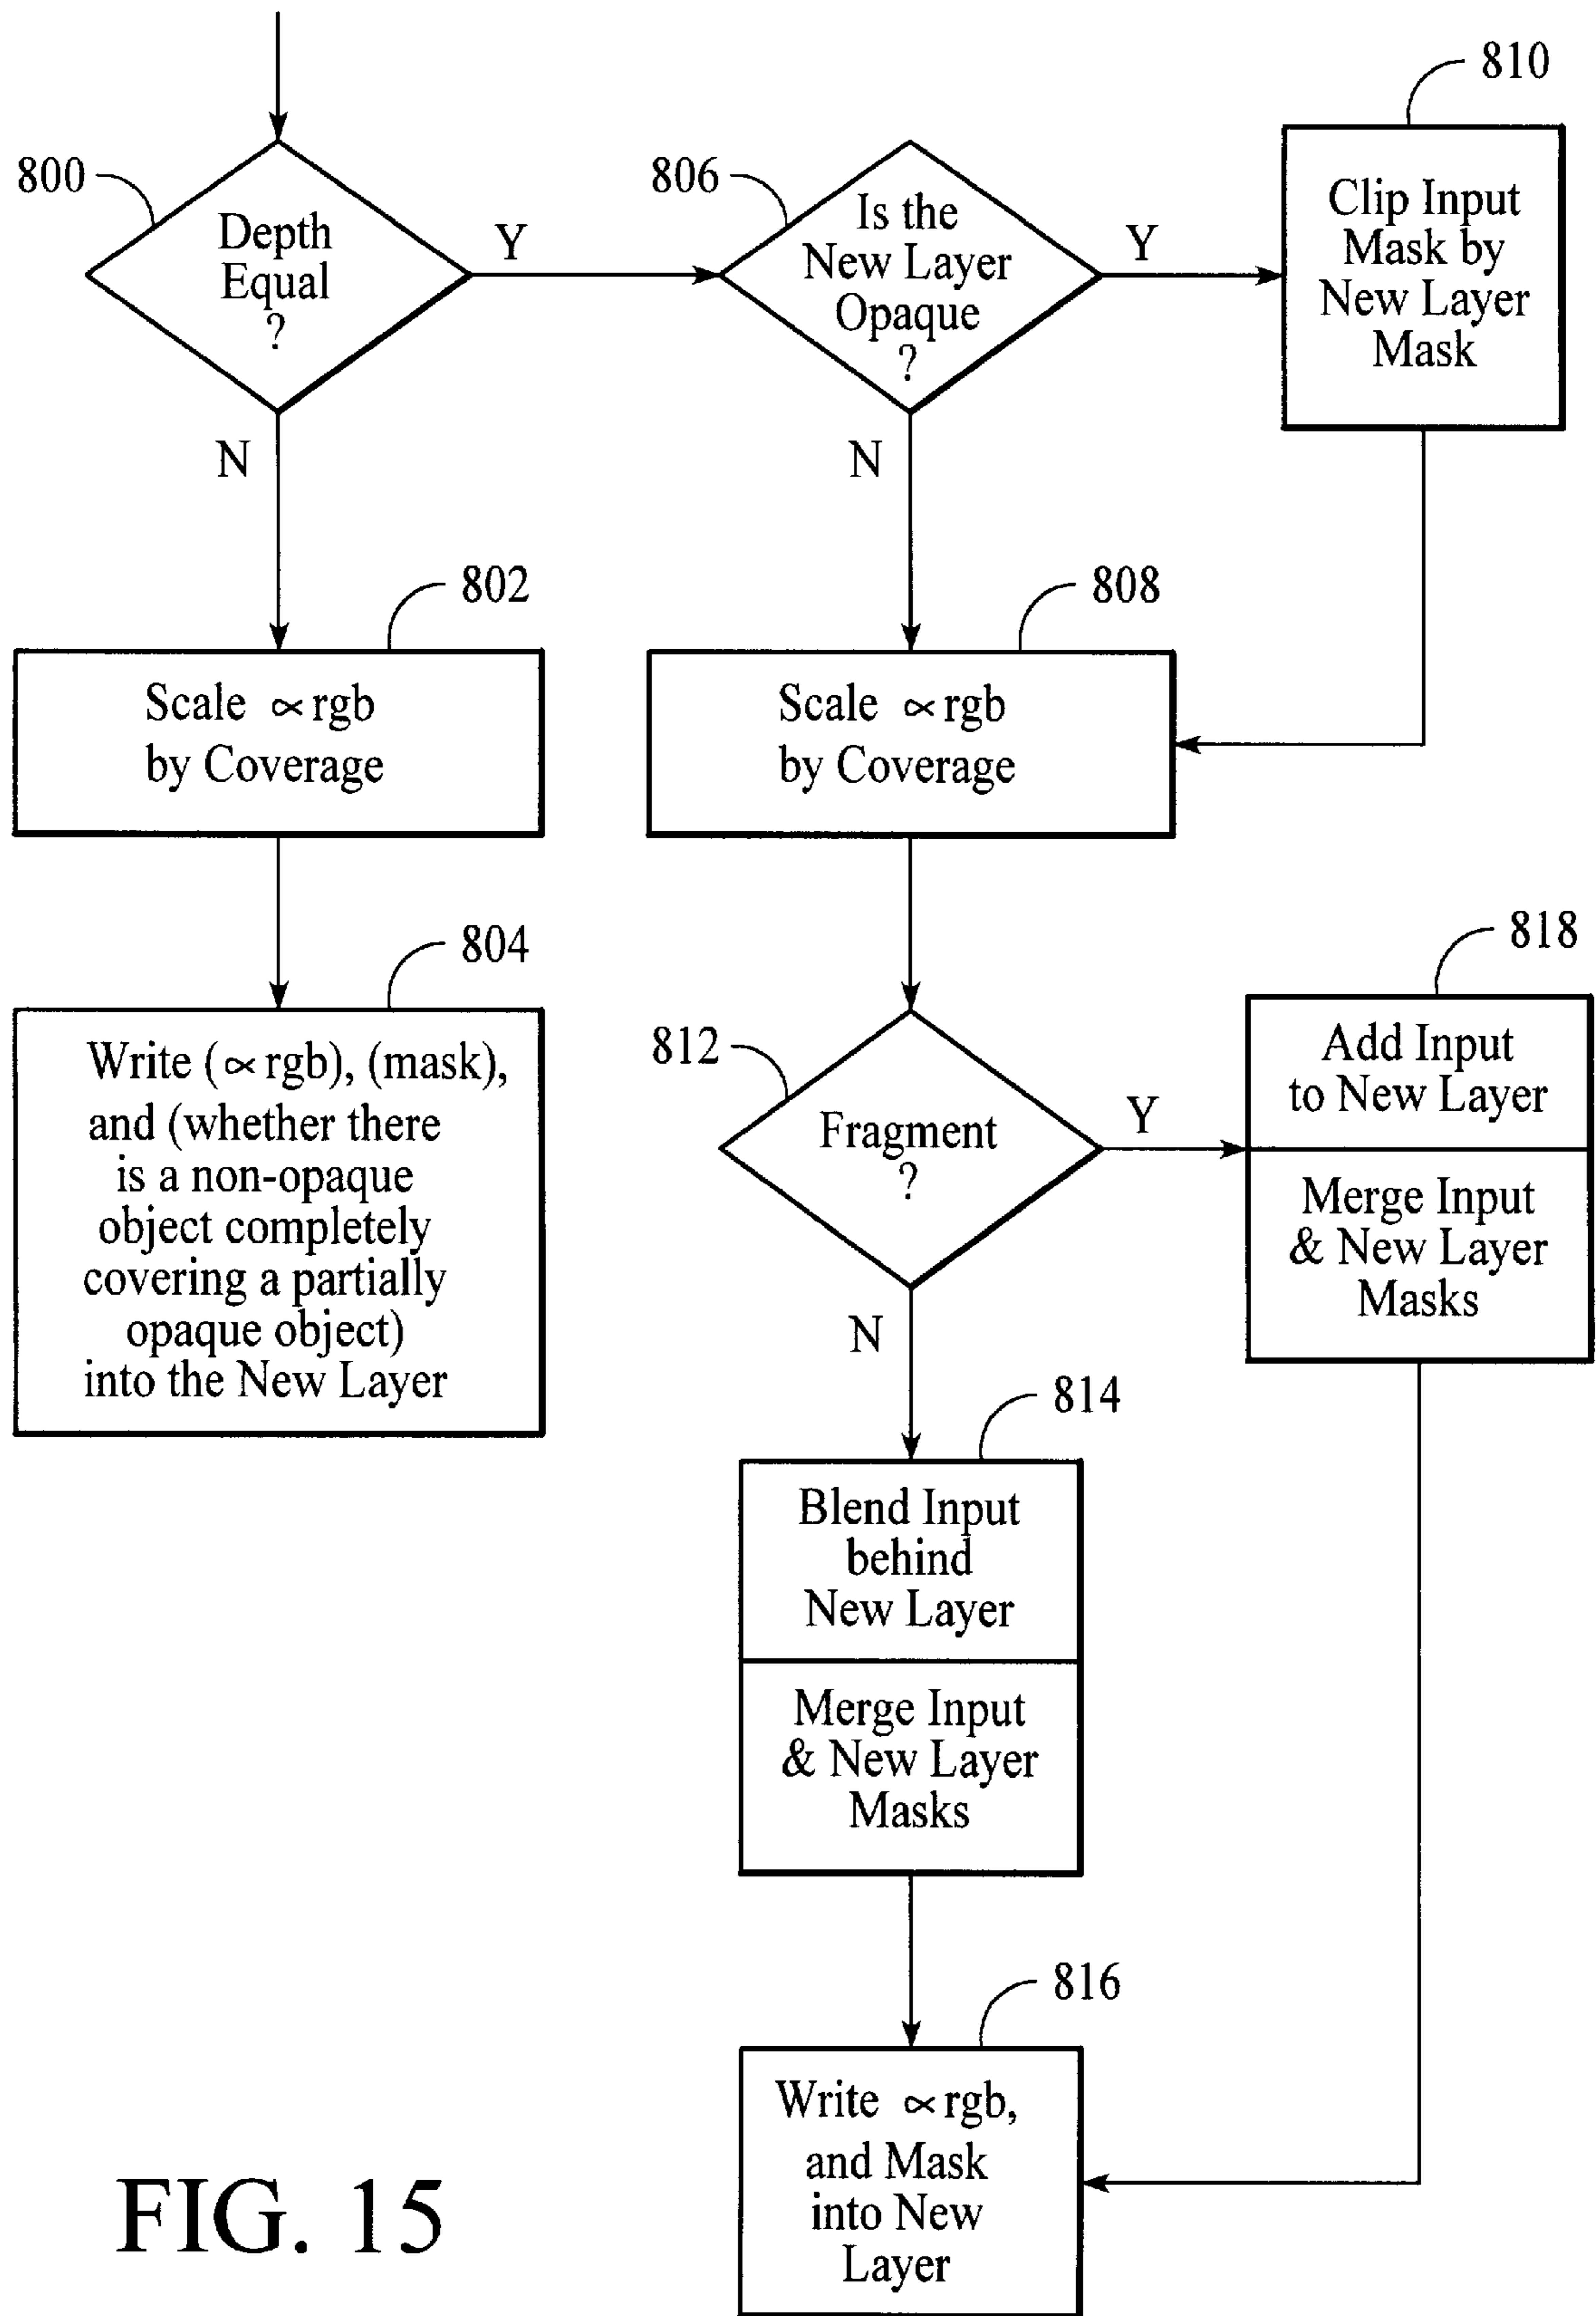 810
800
Depth
Equal
?
Y
806
Is the
New Layer
Opaque
?
Y
Clip Input
Mask by
New Layer
Mask
N
N
802
Scale ∝ rgb
by Coverage
808
Scale ∝ rgb
by Coverage
804
Write (∝ rgb), (mask),
and (whether there
is a non-opaque
object completely
covering a partially
opaque object)
into the New Layer
812
Fragment
?
Y
818
Add Input
to New Layer
Merge Input
& New Layer
Masks
N
814
Blend Input
behind
New Layer
Merge Input
& New Layer
Masks
816
Write ∝ rgb,
and Mask
into New
Layer
FIG. 15